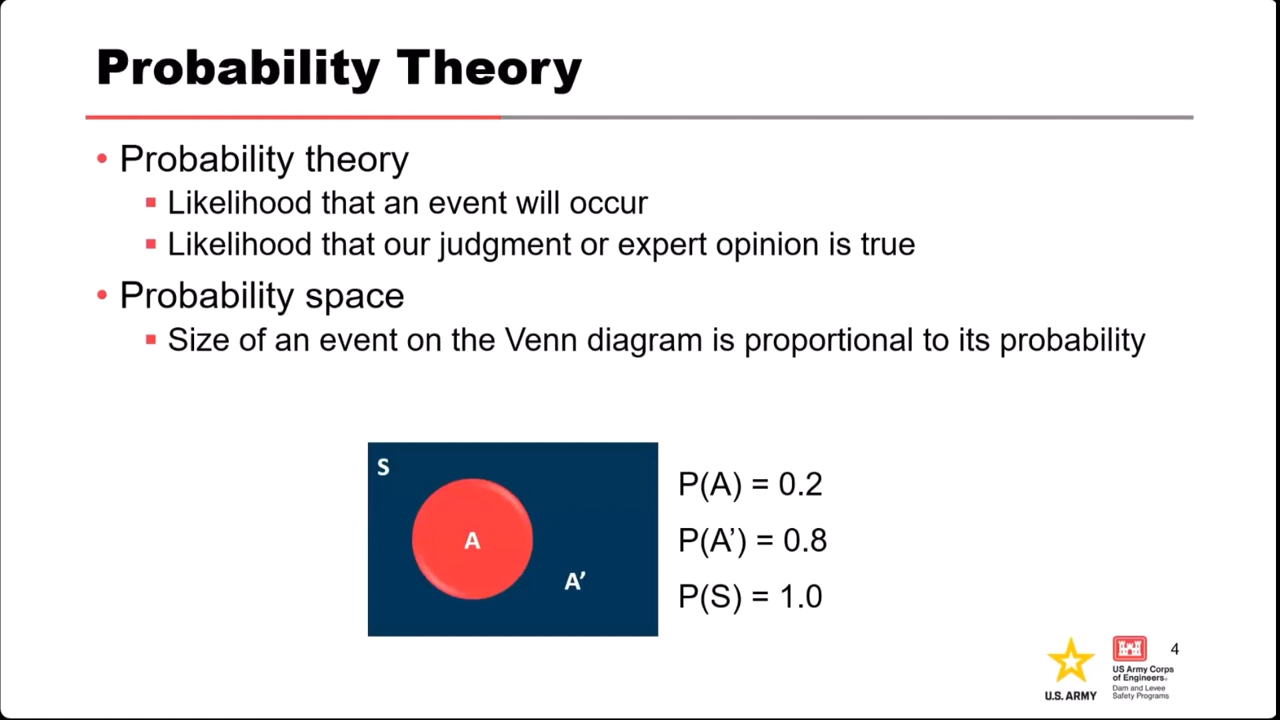 Probability Theory
• Probability theory
▪ Likelihood that an event will occur
▪ Likelihood that our judgment or expert opinion is true
• Probability space
▪ Size of an event on the Venn diagram is proportional to its probability
S
A
A’
P(A) = 0.2
P(A’) = 0.8
P(S) = 1.0
U.S. ARMY
US Army Corps
of Engineers®
Dam and Levee
Safety Programs
4